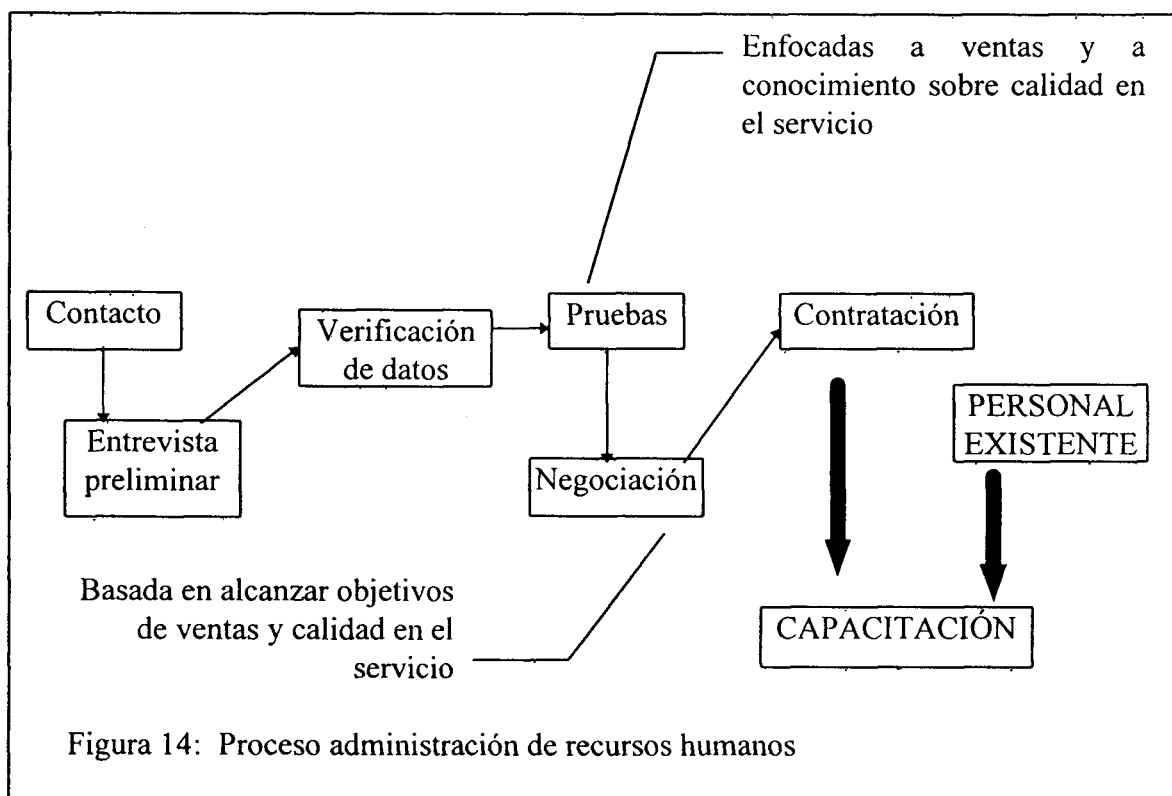 Enfocadas a ventas y a
conocimiento sobre calidad en
el servicio
Contacto
Verificación
de datos
Pruebas
Contratación
Entrevista
preliminar
Negociación
PERSONAL
EXISTENTE
Basada en alcanzar objetivos
de ventas y calidad en el
servicio
CAPACITACIÓN
Figura 14: Proceso administración de recursos humanos